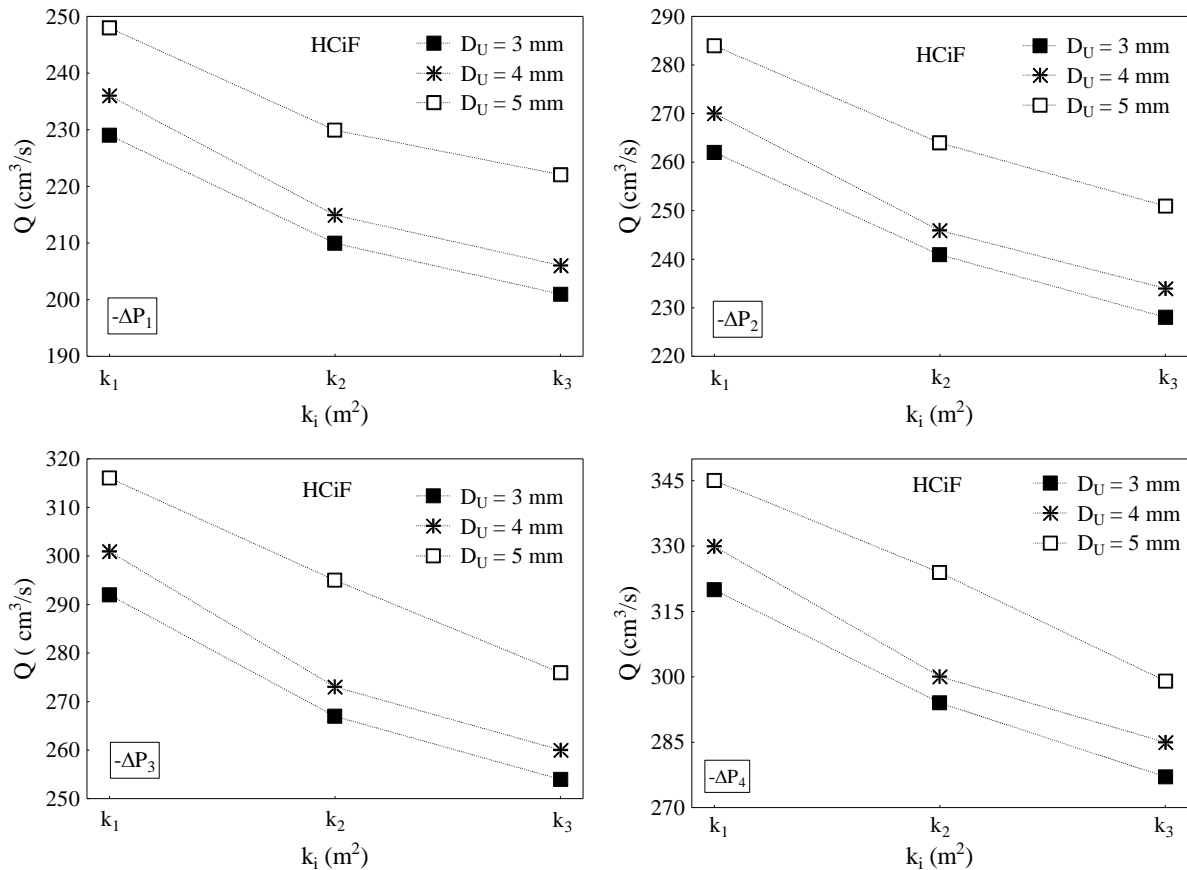 250
240
230
220
210
200
190
Q (cm³/s)
HCiF
D_U = 3 mm
D_U = 4 mm
D_U = 5 mm
-ΔP₁
k₁ k₂ k₃
k_i (m²)
290
280
270
260
250
240
230
220
Q (cm³/s)
HCiF
D_U = 3 mm
D_U = 4 mm
D_U = 5 mm
-ΔP₂
k₁ k₂ k₃
k_i (m²)
320
310
300
290
280
270
260
250
Q ( cm³/s)
HCiF
D_U = 3 mm
D_U = 4 mm
D_U = 5 mm
-ΔP₃
k₁ k₂ k₃
k_i (m²)
345
330
315
300
285
270
Q (cm³/s)
HCiF
D_U = 3 mm
D_U = 4 mm
D_U = 5 mm
-ΔP₄
k₁ k₂ k₃
k_i (m²)